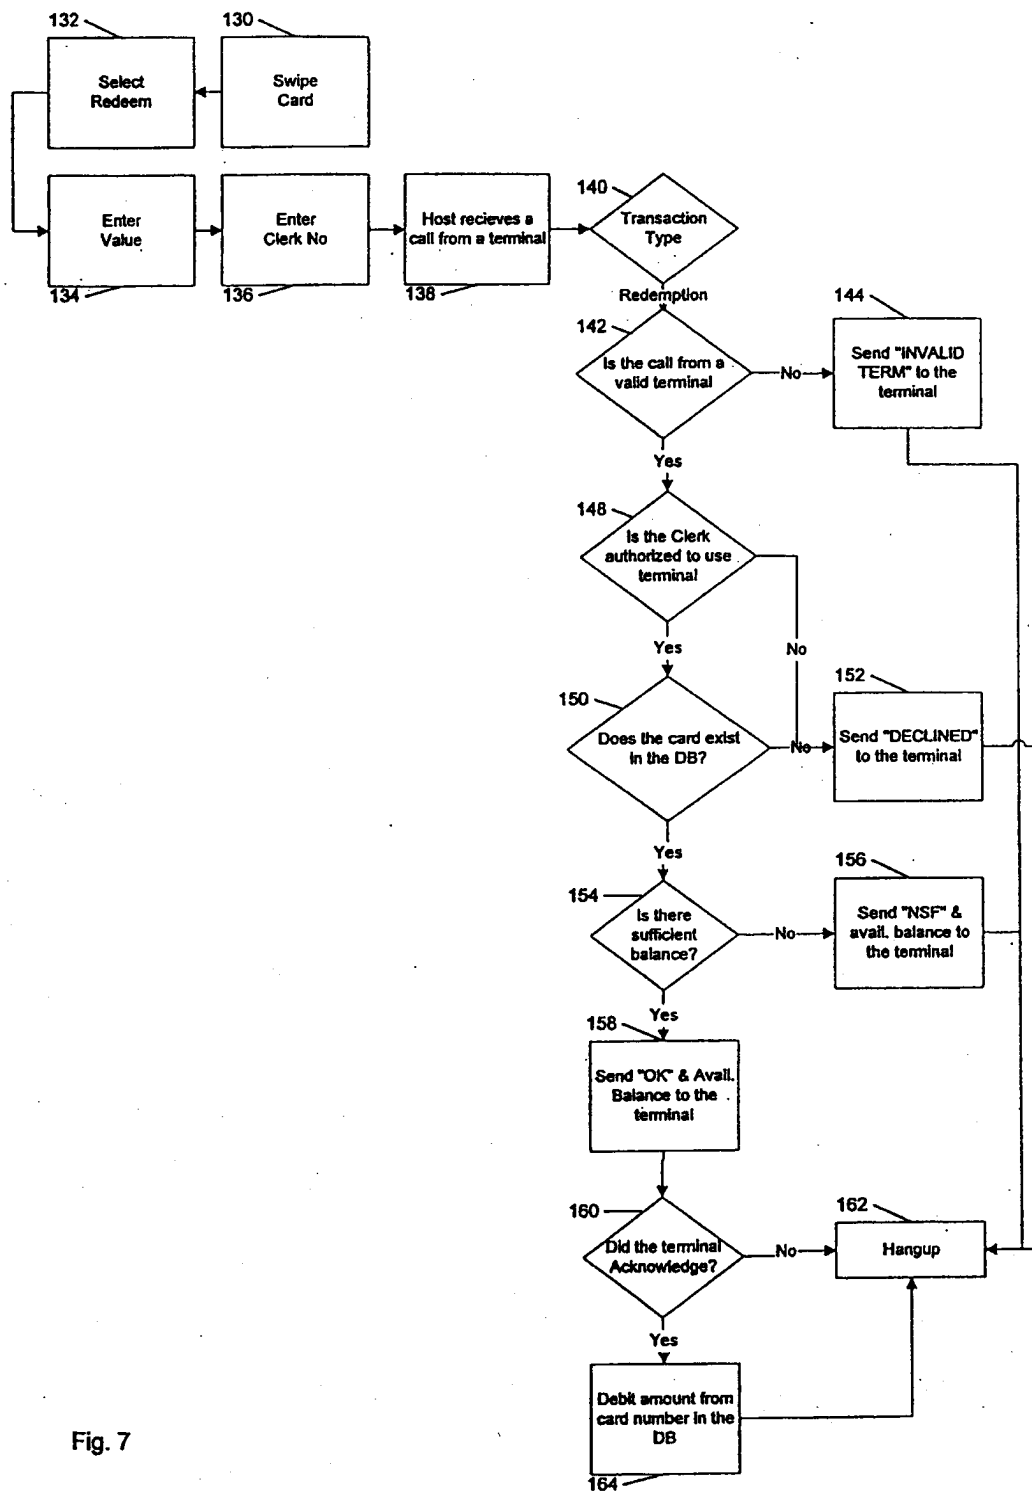 132
130
Select
Redeem
Swipe
Card
Enter
Value
134
Enter
Clerk No
136
Host recieves a
call from a terminal
138
140
Transaction
Type
Redemption
142
Is the call from a
valid terminal
No
144
Send "INVALID
TERM" to the
terminal
Yes
148
Is the Clerk
authorized to use
terminal
No
Yes
150
Does the card exist
in the DB?
No
152
Send "DECLINED"
to the terminal
Yes
154
Is there
sufficient
balance?
No
156
Send "NSF" &
avail. balance to
the terminal
Yes
158
Send "OK" & Avail.
Balance to the
terminal
160
Did the terminal
Acknowledge?
No
162
Hangup
Yes
Debit amount from
card number in the
DB
164
Fig. 7